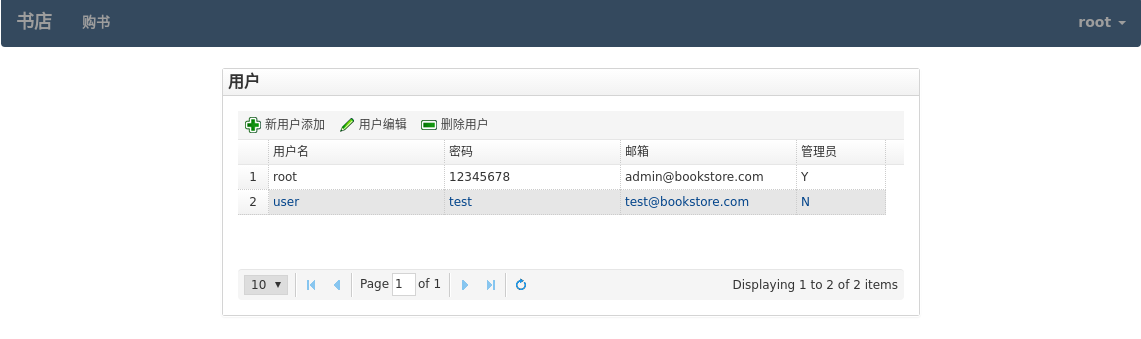 书店 购书 root
用户
新用户添加 用户编辑 删除用户
用户名 密码 邮箱 管理员
1 root 12345678 admin@bookstore.com Y
2 user test test@bookstore.com N
10 Page 1 of 1 Displaying 1 to 2 of 2 items